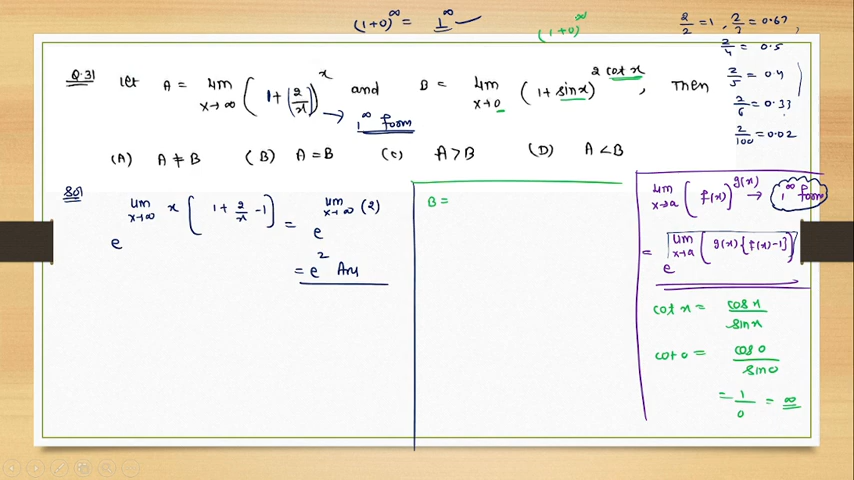 (1+0)^∞ = 1^∞
(1+0)^∞
2/2 = 1, 2/3 = 0.67,
2/4 = 0.5
2/5 = 0.4
2/6 = 0.33
2/100 = 0.02
Q.31 Let A = lim x→∞ (1 + (2/x))^x and B = lim x→0 (1 + sinx)^2 cot x, Then
→ 1^∞ form
(A) A ≠ B (B) A = B (C) A > B (D) A < B
Sol
e^lim x→∞ x [1 + 2/x - 1] = e^lim x→∞ (2)
= e^2 Ans
B =
lim x→a (f(x))^g(x) → 1^∞ form
= e^lim x→a (g(x) {f(x)-1})
cot x = cos x / sin x
cot 0 = cos 0 / sin 0
= 1/0 = ∞